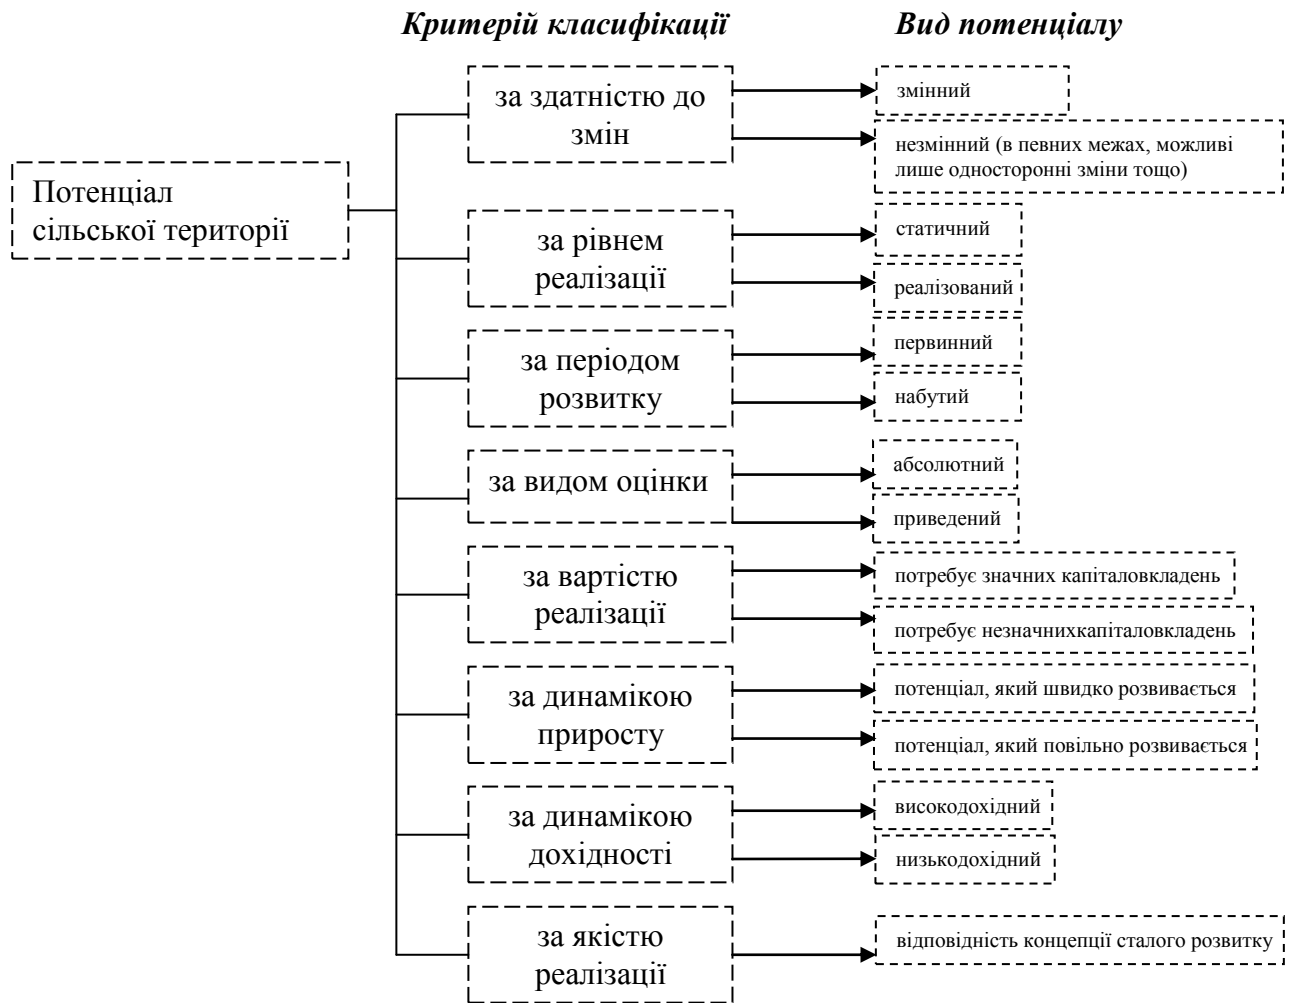 Критерій класифікації
Вид потенціалу
Потенціал
сільської території
за здатністю до
змін
змінний
незмінний (в певних межах, можливі
лише односторонні зміни тощо)
за рівнем
реалізації
статичний
реалізований
за періодом
розвитку
первинний
набутий
за видом оцінки
абсолютний
приведений
за вартістю
реалізації
потребує значних капіталовкладень
потребує незначнихкапіталовкладень
за динамікою
приросту
потенціал, який швидко розвивається
потенціал, який повільно розвивається
за динамікою
дохідності
високодохідний
низькодохідний
за якістю
реалізації
відповідність концепції сталого розвитку